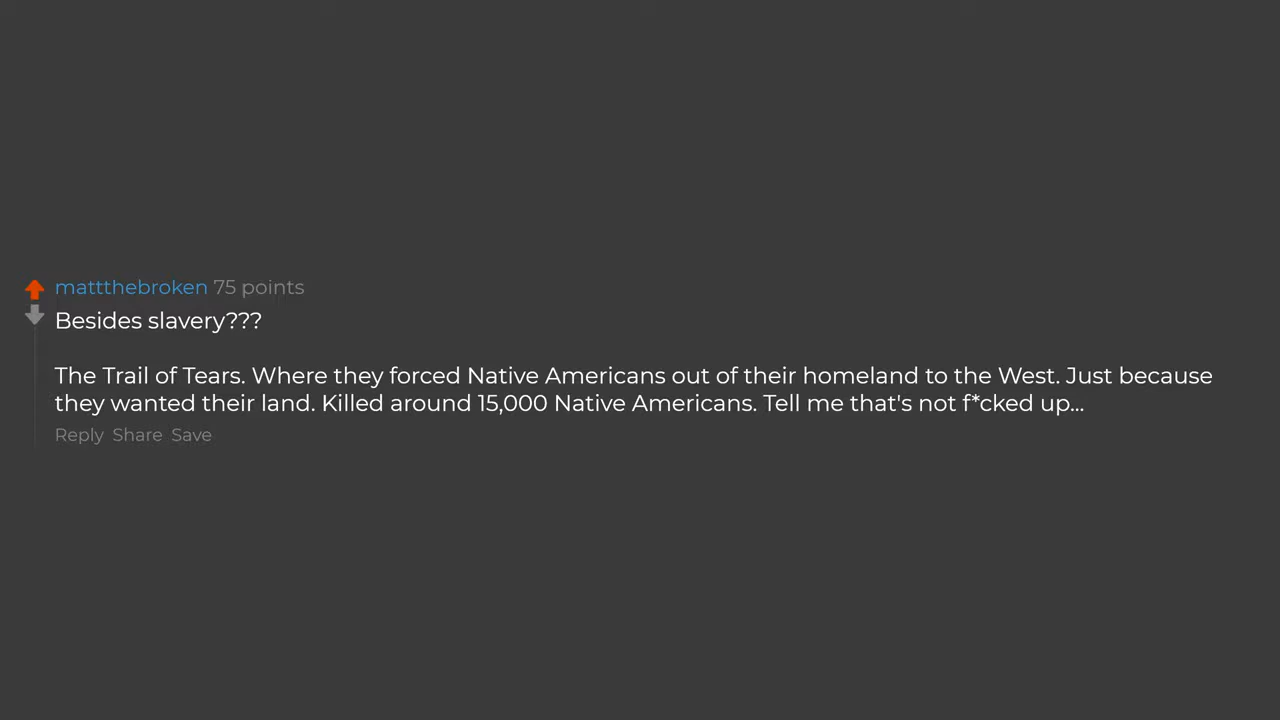 mattthebroken 75 points
Besides slavery???
The Trail of Tears. Where they forced Native Americans out of their homeland to the West. Just because
they wanted their land. Killed around 15,000 Native Americans. Tell me that's not f*cked up...
Reply Share Save